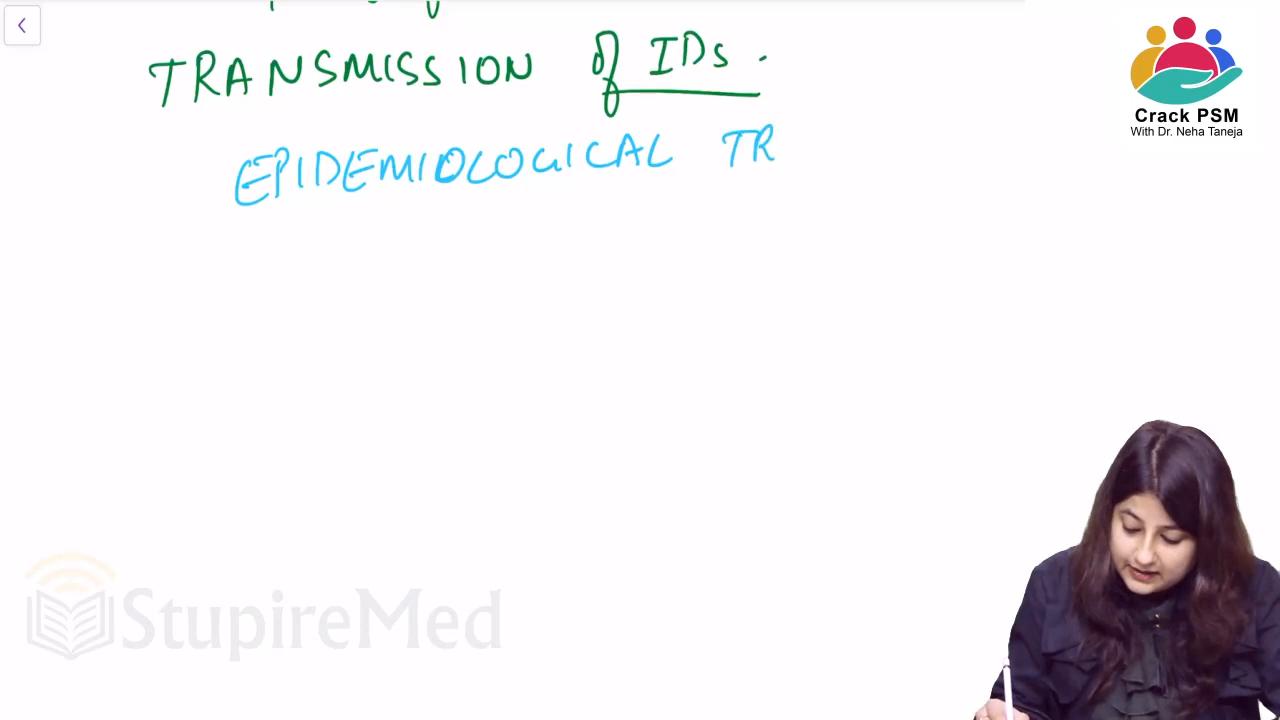 TRANSMISSION of IDs.
EPIDEMIOLOGICAL TR
Crack PSM
With Dr. Neha Taneja
StupireMed